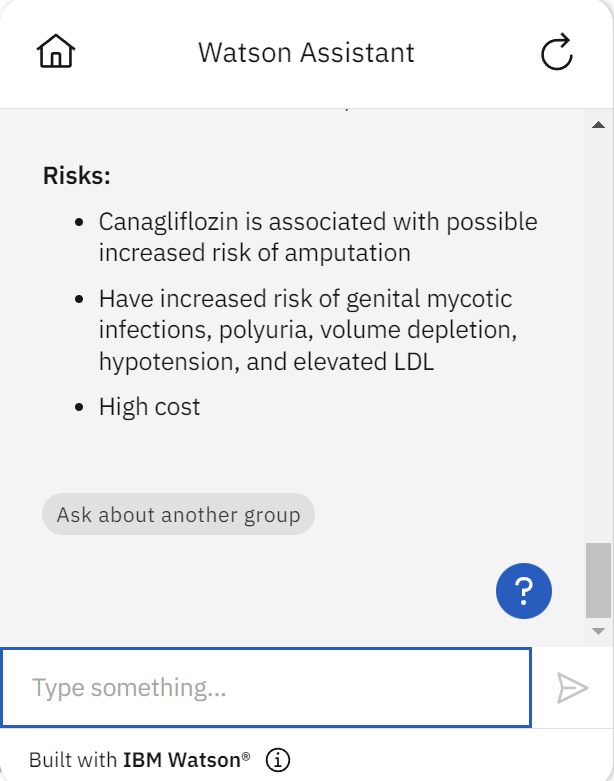 Watson Assistant
Risks:
• Canagliflozin is associated with possible
increased risk of amputation
• Have increased risk of genital mycotic
infections, polyuria, volume depletion,
hypotension, and elevated LDL
• High cost
Ask about another group
?
Type something...
Built with IBM Watson®